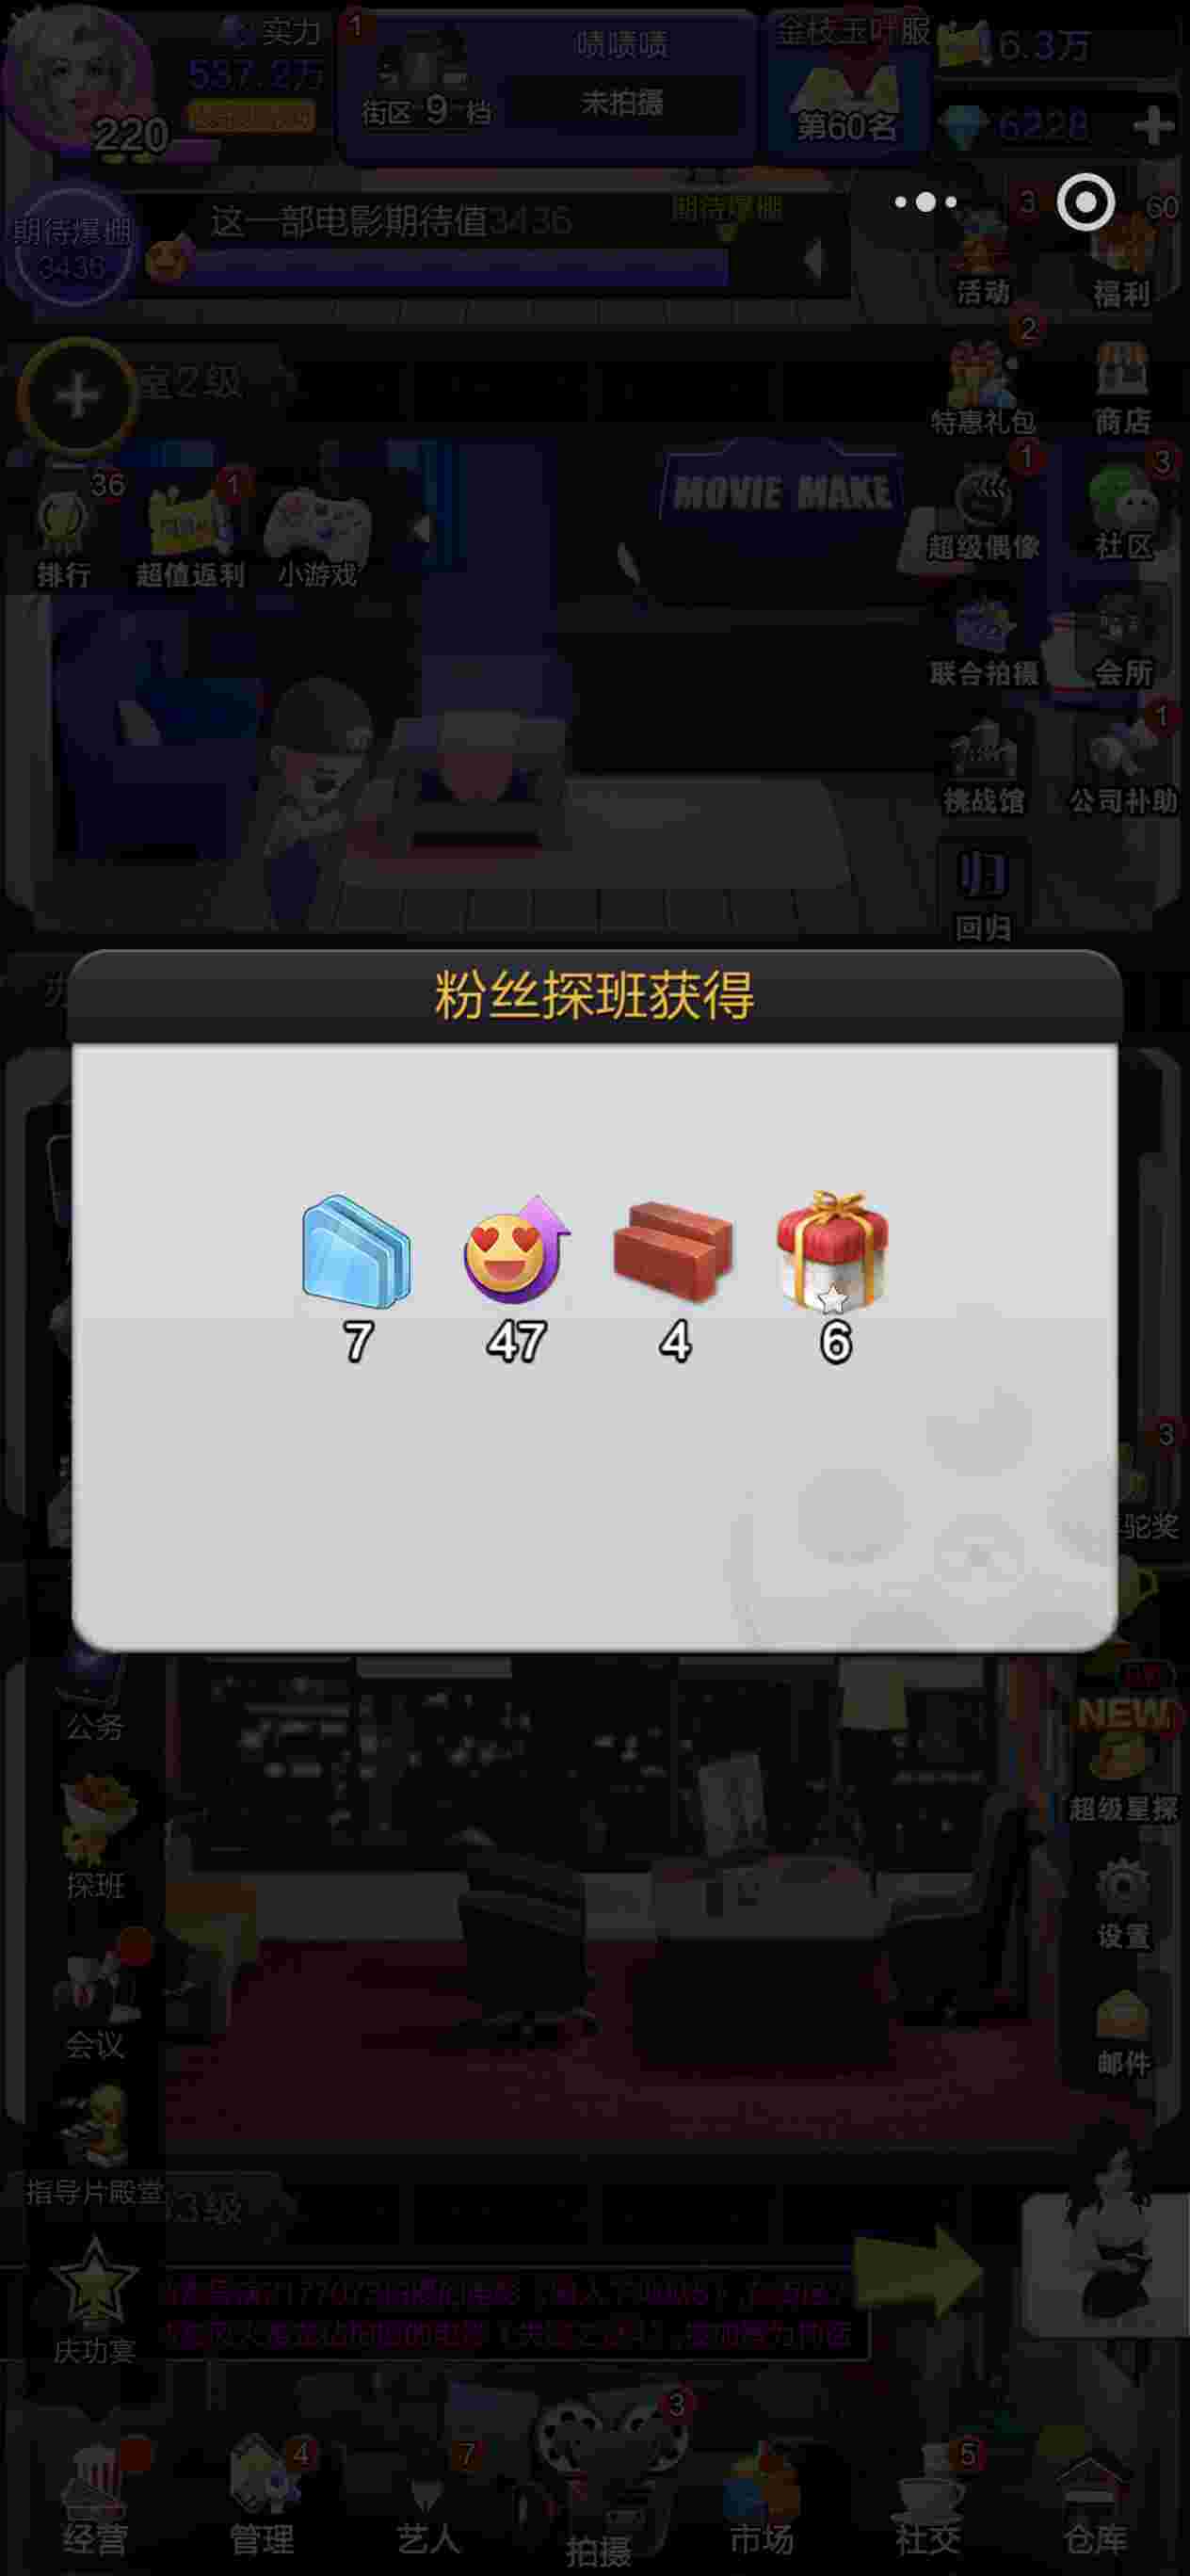 实力
537.2万
220
1
街区 9 档
啧啧啧
未拍摄
金枝玉叶服
第60名
6.3万
6228
期待爆棚
3436
这一部电影期待值3436
期待爆棚
3
60
活动
福利
室2级
2
特惠礼包
商店
36
1
排行
超值返利
小游戏
MOVIE MAKE
1
3
超级偶像
社区
联合拍摄
会所
1
挑战馆
公司补助
归
回归
粉丝探班获得
7
47
4
6
3
驼奖
公务
NEW
超级星探
探班
设置
会议
邮件
指导片殿堂
3级
庆功宴
经营
4
管理
7
艺人
3
拍摄
市场
5
社交
仓库